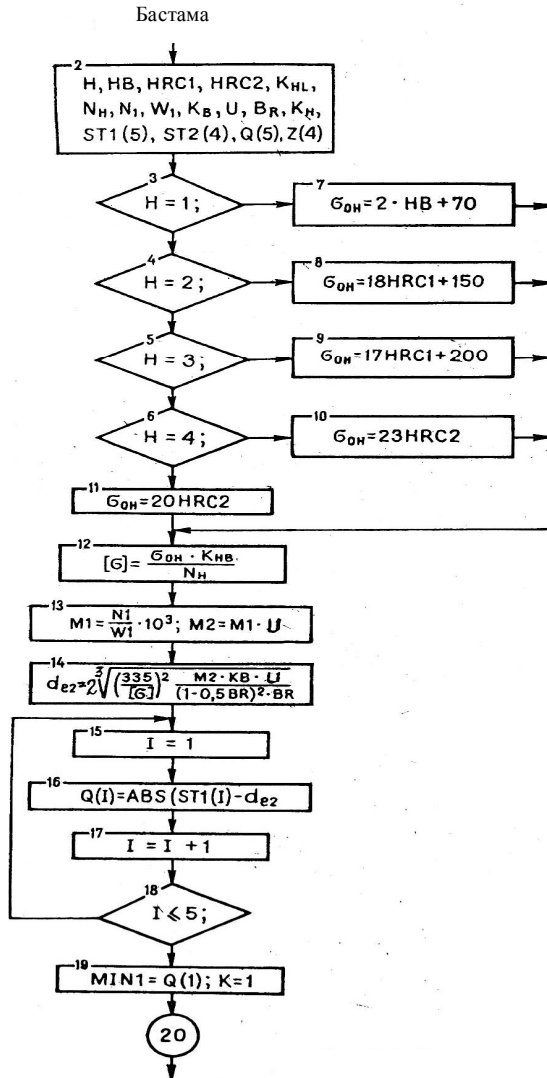 Бастама
2
H, HB, HRC1, HRC2, K_HL,
N_H, N_1, W_1, K_B, U, B_R, K_H,
ST1(5), ST2(4), Q(5), Z(4)
3
H = 1;
7
σ_OH = 2 · HB + 70
4
H = 2;
8
σ_OH = 18HRC1 + 150
5
H = 3;
9
σ_OH = 17HRC1 + 200
6
H = 4;
10
σ_OH = 23HRC2
11
σ_OH = 20HRC2
12
[σ] = (σ_OH · K_HB) / N_H
13
M1 = (N1 / W1) · 10³; M2 = M1 · U
14
d_e2 = 2∛((335 / [σ])² (M2 · KB · U) / ((1-0,5BR)² · BR))
15
I = 1
16
Q(I) = ABS(ST1(I) - d_e2
17
I = I + 1
18
I ⩽ 5;
19
MIN1 = Q(1); K = 1
20